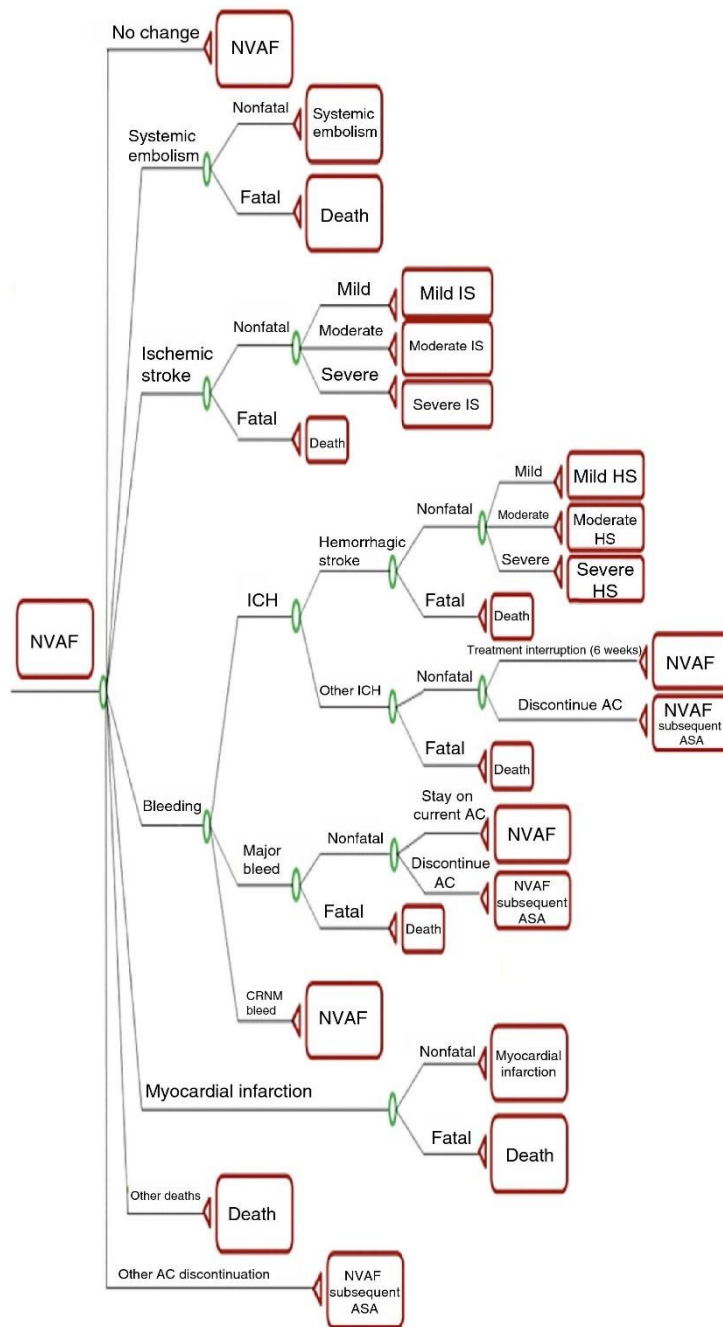 No change
NVAF
Nonfatal
Systemic
embolism
Systemic
embolism
Fatal
Death
Mild
Mild IS
Nonfatal
Moderate
Moderate IS
Ischemic
stroke
Severe
Severe IS
Fatal
Death
Mild
Mild HS
Nonfatal
Moderate
Moderate
HS
Hemorrhagic
stroke
Severe
Severe
HS
ICH
Fatal
Death
NVAF
Treatment interruption (6 weeks)
NVAF
Other ICH
Nonfatal
Discontinue AC
NVAF
subsequent
ASA
Fatal
Death
Bleeding
Stay on
current AC
NVAF
Major
bleed
Nonfatal
Discontinue
AC
NVAF
subsequent
ASA
Fatal
Death
CRNM
bleed
NVAF
Nonfatal
Myocardial
infarction
Myocardial infarction
Fatal
Death
Other deaths
Death
Other AC discontinuation
NVAF
subsequent
ASA